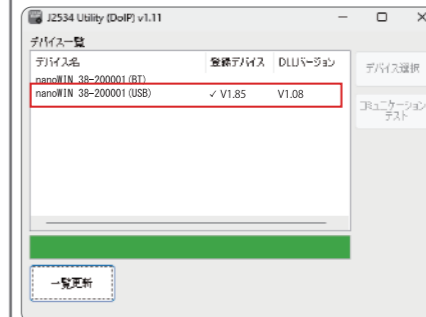 J2534 Utility (DoIP) v1.11
デバイス一覧
デバイス名 登録デバイス DLLバージョン
nanoWIN 38-200001(BT)
nanoWIN 38-200001(USB) ✓ V1.85 V1.08
デバイス選択
コミュニケーション
テスト
一覧更新